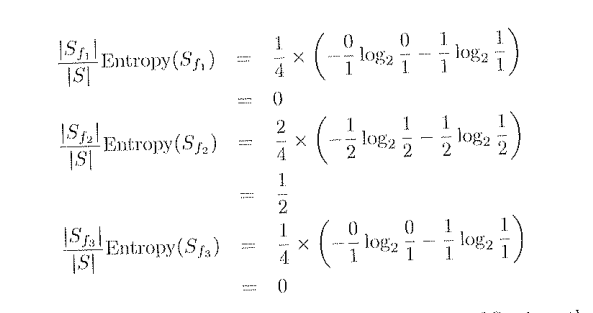 |S_{f_1}|/|S| Entropy(S_{f_1}) = 1/4 × (−0/1 log_2 0/1 − 1/1 log_2 1/1)
= 0
|S_{f_2}|/|S| Entropy(S_{f_2}) = 2/4 × (−1/2 log_2 1/2 − 1/2 log_2 1/2)
= 1/2
|S_{f_3}|/|S| Entropy(S_{f_3}) = 1/4 × (−0/1 log_2 0/1 − 1/1 log_2 1/1)
= 0